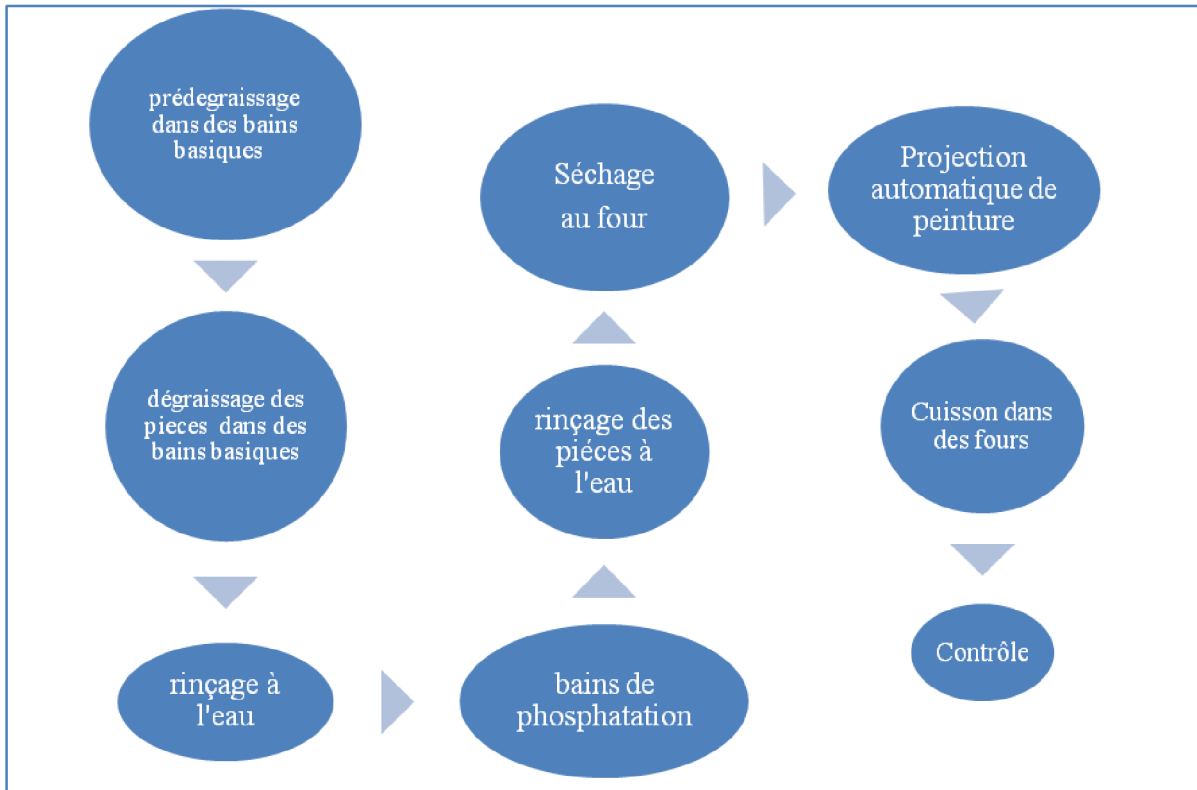 prédegraissage
dans des bains
basiques
dégraissage des
pieces dans des
bains basiques
rinçage à
l'eau
bains de
phosphatation
rinçage des
piéces à
l'eau
Séchage
au four
Projection
automatique de
peinture
Cuisson dans
des fours
Contrôle